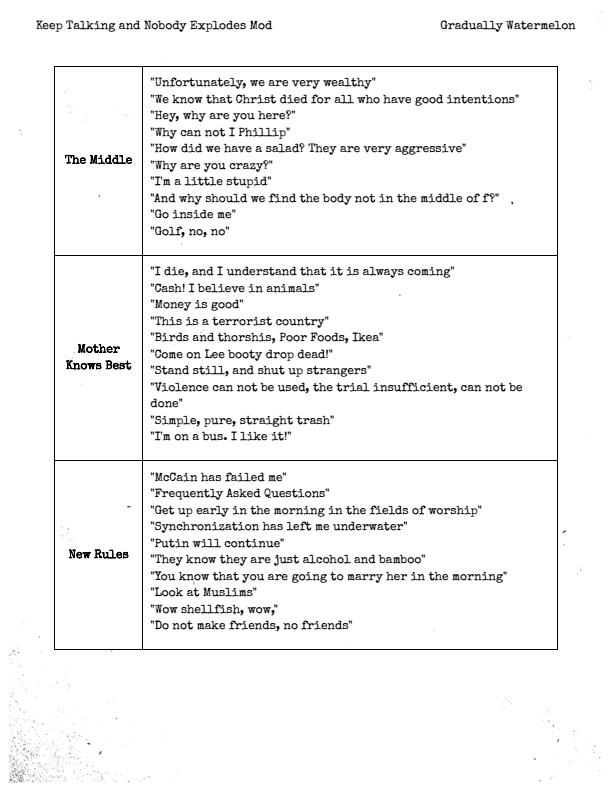 Keep Talking and Nobody Explodes Mod
Gradually Watermelon
The Middle
"Unfortunately, we are very wealthy"
"We know that Christ died for all who have good intentions"
"Hey, why are you here?"
"Why can not I Phillip"
"How did we have a salad? They are very aggressive"
"Why are you crazy?"
"I'm a little stupid"
"And why should we find the body not in the middle of f?"
"Go inside me"
"Golf, no, no"
Mother
Knows Best
"I die, and I understand that it is always coming"
"Cash! I believe in animals"
"Money is good"
"This is a terrorist country"
"Birds and thorshis, Poor Foods, Ikea"
"Come on Lee booty drop dead!"
"Stand still, and shut up strangers"
"Violence can not be used, the trial insufficient, can not be
done"
"Simple, pure, straight trash"
"I'm on a bus. I like it!"
New Rules
"McCain has failed me"
"Frequently Asked Questions"
"Get up early in the morning in the fields of worship"
"Synchronization has left me underwater"
"Putin will continue"
"They know they are just alcohol and bamboo"
"You know that you are going to marry her in the morning"
"Look at Muslims"
"Wow shellfish, wow,"
"Do not make friends, no friends"